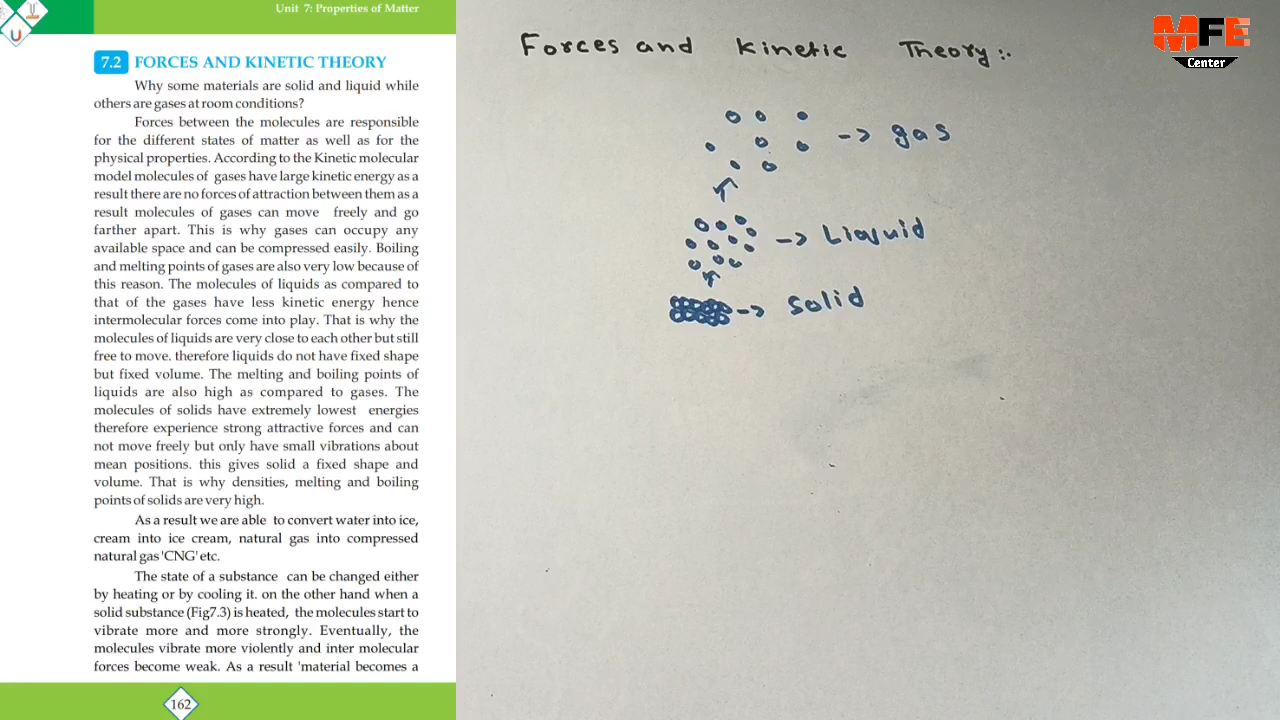 Unit 7: Properties of Matter
7.2 FORCES AND KINETIC THEORY
Why some materials are solid and liquid while
others are gases at room conditions?
Forces between the molecules are responsible
for the different states of matter as well as for the
physical properties. According to the Kinetic molecular
model molecules of gases have large kinetic energy as a
result there are no forces of attraction between them as a
result molecules of gases can move freely and go
farther apart. This is why gases can occupy any
available space and can be compressed easily. Boiling
and melting points of gases are also very low because of
this reason. The molecules of liquids as compared to
that of the gases have less kinetic energy hence
intermolecular forces come into play. That is why the
molecules of liquids are very close to each other but still
free to move. therefore liquids do not have fixed shape
but fixed volume. The melting and boiling points of
liquids are also high as compared to gases. The
molecules of solids have extremely lowest energies
therefore experience strong attractive forces and can
not move freely but only have small vibrations about
mean positions. this gives solid a fixed shape and
volume. That is why densities, melting and boiling
points of solids are very high.
As a result we are able to convert water into ice,
cream into ice cream, natural gas into compressed
natural gas 'CNG' etc.
The state of a substance can be changed either
by heating or by cooling it. on the other hand when a
solid substance (Fig7.3) is heated, the molecules start to
vibrate more and more strongly. Eventually, the
molecules vibrate more violently and inter molecular
forces become weak. As a result 'material becomes a
162
Forces and Kinetic Theory:.
→ gas
→ Liquid
→ Solid
MFE
Center